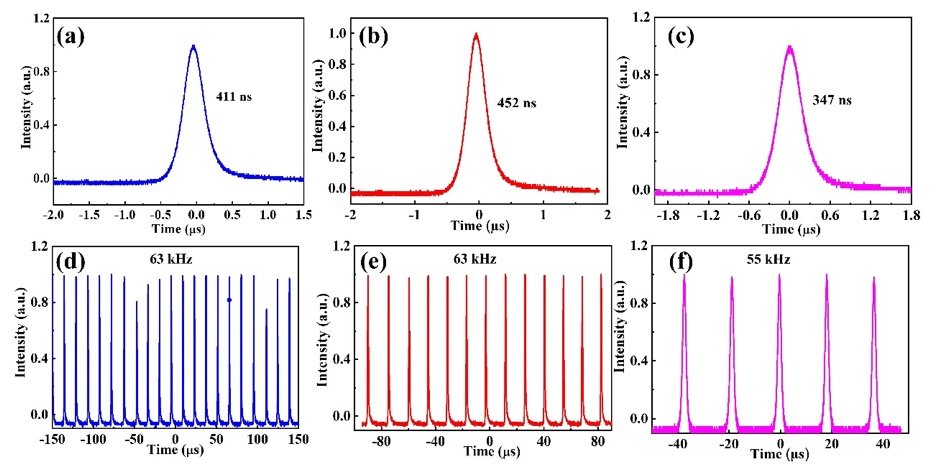 (a)
411 ns
Intensity (a.u.)
1.2
0.8
0.4
0.0
-2.0 -1.5 -1.0 -0.5 0.0 0.5 1.0 1.5
Time (μs)
(b)
452 ns
Intensity (a.u.)
1.0
0.8
0.6
0.4
0.2
0.0
-2 -1 0 1 2
Time (μs)
(c)
347 ns
Intensity (a.u.)
1.2
0.8
0.4
0.0
-1.8 -1.2 -0.6 0.0 0.6 1.2 1.8
Time (μs)
(d)
63 kHz
Intensity (a.u.)
1.2
0.8
0.4
0.0
-150 -100 -50 0 50 100 150
Time (μs)
(e)
63 kHz
Intensity (a.u.)
1.2
0.8
0.4
0.0
-80 -40 0 40 80
Time (μs)
(f)
55 kHz
Intensity (a.u.)
1.2
0.8
0.4
0.0
-40 -20 0 20 40
Time (μs)